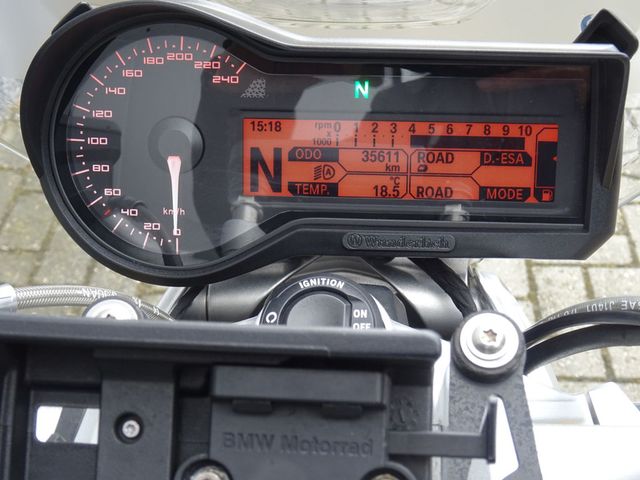 240
220
200
180
160
140
120
100
80
60
40
20
0
km/h
N
15:18 rpm x 1000 0 1 2 3 4 5 6 7 8 9 10
N
ODO 35611 km
ROAD D.-ESA
A
TEMP. 18.5 °C
ROAD MODE
W Wunderlich
IGNITION
ON
OFF
BMW Motorrad